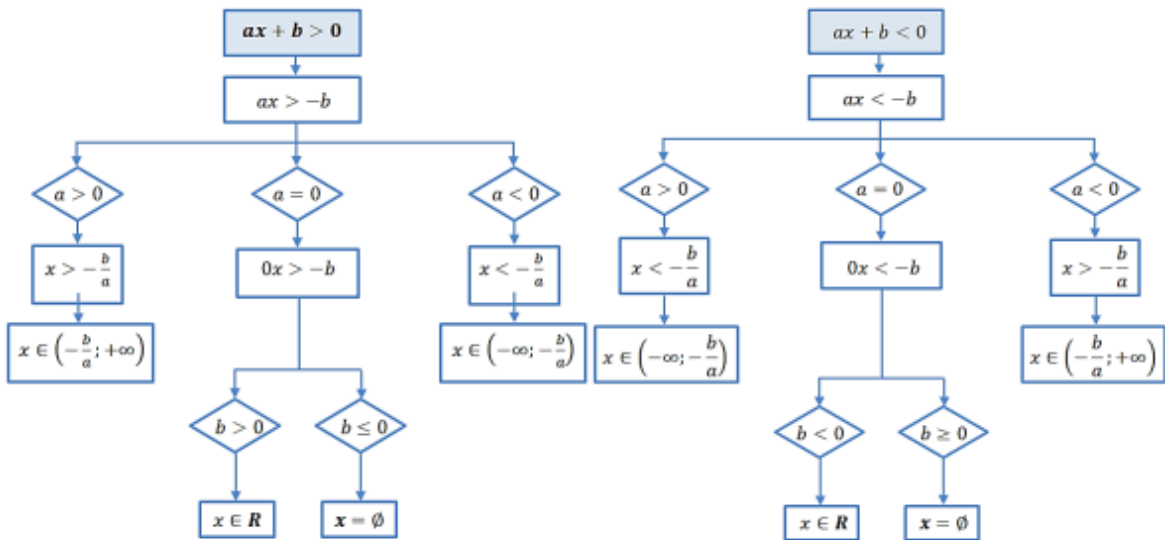 ax + b > 0
ax > −b
a > 0
a = 0
a < 0
x > −b/a
0x > −b
x < −b/a
x ∈ (−b/a; +∞)
x ∈ (−∞; −b/a)
b > 0
b ≤ 0
x ∈ R
x = ∅
ax + b < 0
ax < −b
a > 0
a = 0
a < 0
x < −b/a
0x < −b
x > −b/a
x ∈ (−∞; −b/a)
x ∈ (−b/a; +∞)
b < 0
b ≥ 0
x ∈ R
x = ∅